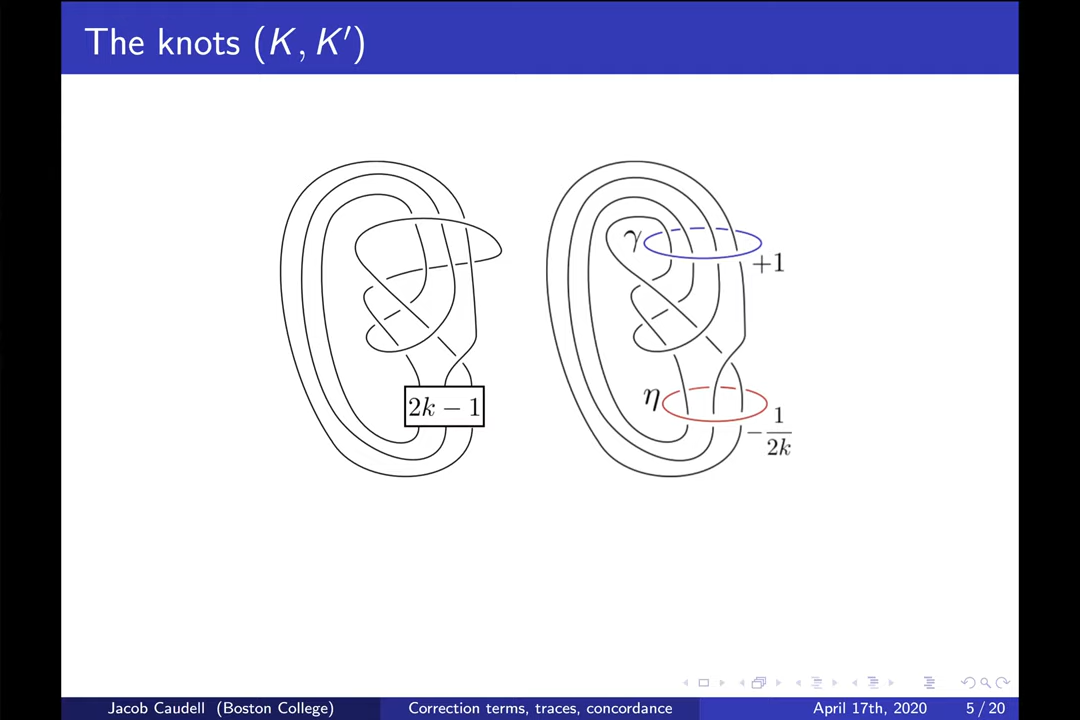 The knots (K, K′)
γ
+1
2k − 1
η
−1/2k
Jacob Caudell (Boston College)
Correction terms, traces, concordance
April 17th, 2020
5 / 20